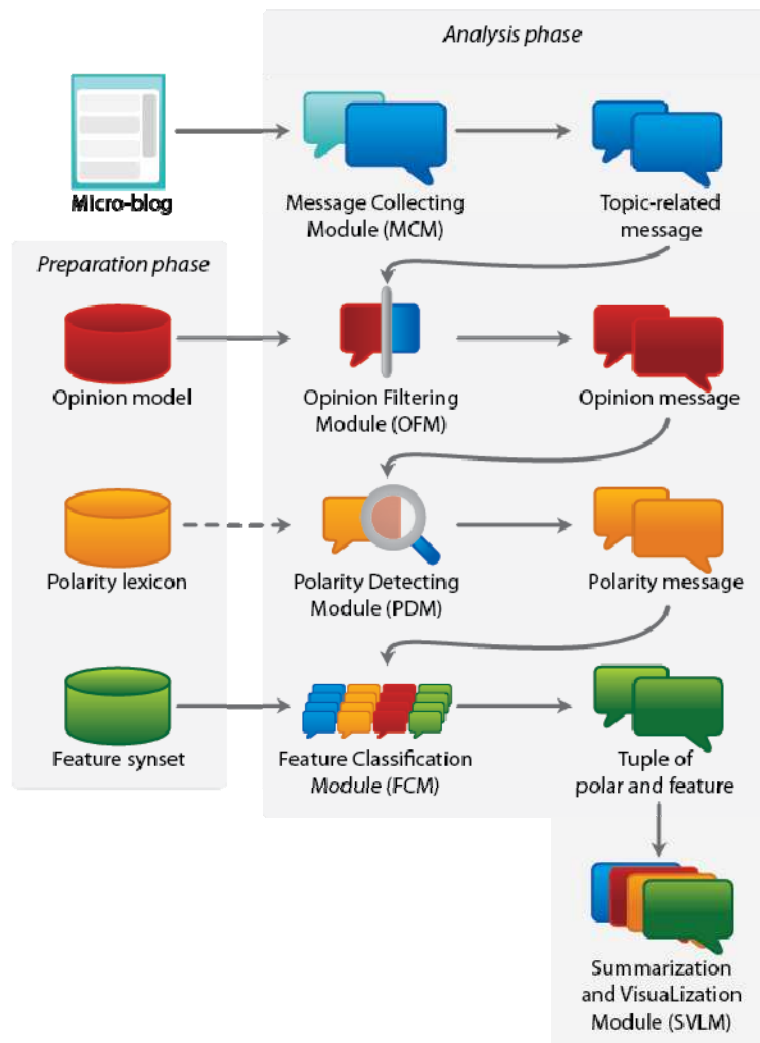 Analysis phase
Micro-blog
Message Collecting
Module (MCM)
Topic-related
message
Preparation phase
Opinion model
Opinion Filtering
Module (OFM)
Opinion message
Polarity lexicon
Polarity Detecting
Module (PDM)
Polarity message
Feature synset
Feature Classification
Module (FCM)
Tuple of
polar and feature
Summarization
and VisuaLization
Module (SVLM)